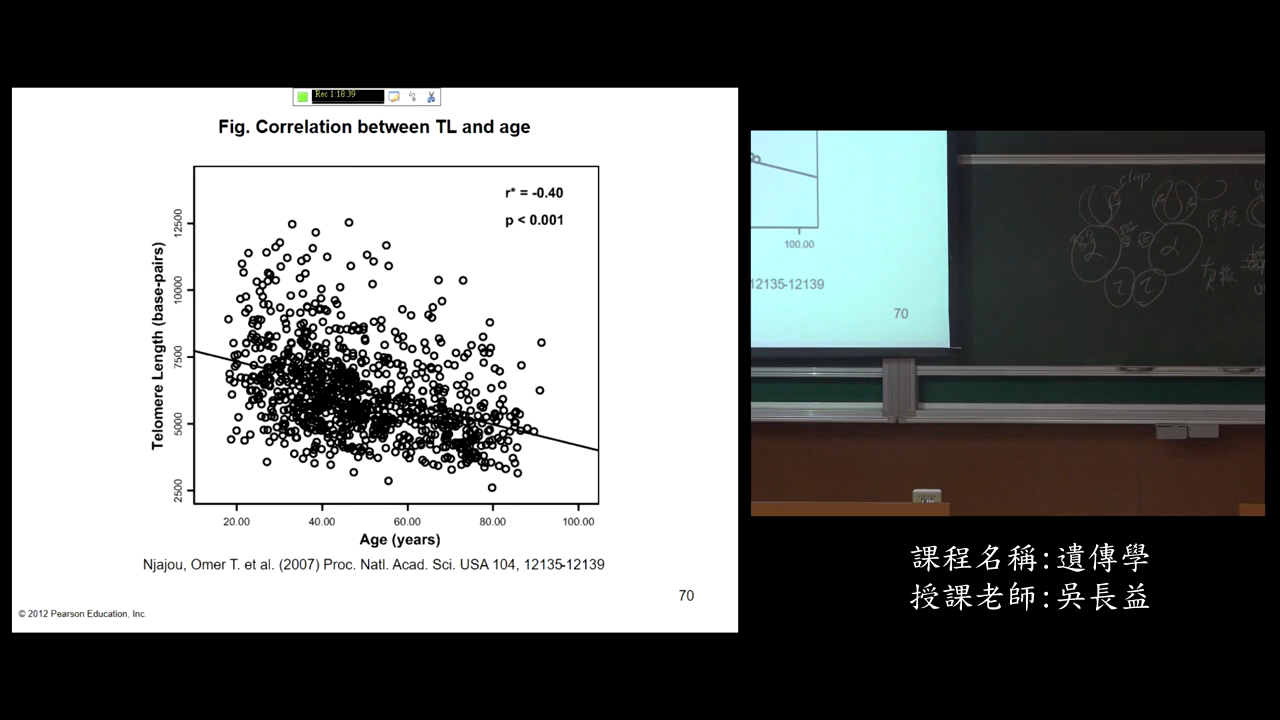 Rec 1:18:39
Fig. Correlation between TL and age
r* = -0.40
p < 0.001
Telomere Length (base-pairs)
12500
10000
7500
5000
2500
20.00 40.00 60.00 80.00 100.00
Age (years)
Njajou, Omer T. et al. (2007) Proc. Natl. Acad. Sci. USA 104, 12135-12139
70
© 2012 Pearson Education, Inc.
100.00
12135-12139
70
clap
課程名稱:遺傳學
授課老師:吳長益